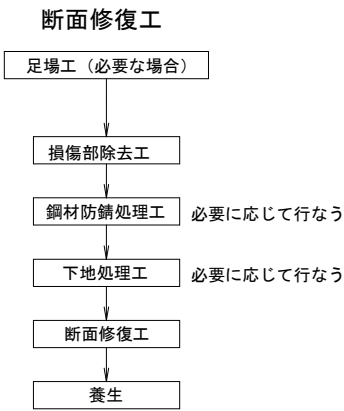 断面修復工
足場工（必要な場合）
損傷部除去工
鋼材防錆処理工 必要に応じて行なう
下地処理工 必要に応じて行なう
断面修復工
養生